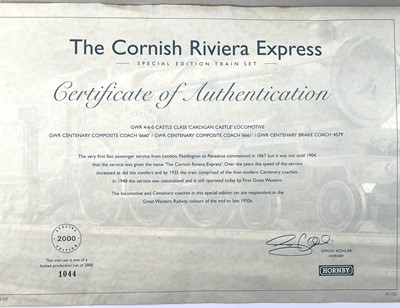 The Cornish Riviera Express
SPECIAL EDITION TRAIN SET
Certificate of Authentication
GWR 4-6-0 CASTLE CLASS 'CARDIGAN CASTLE' LOCOMOTIVE
GWR CENTENARY COMPOSITE COACH '6660' / GWR CENTENARY COMPOSITE COACH '6661' / GWR CENTENARY BRAKE COACH '4579'.
The very first fast passenger service from London, Paddington to Penzance commenced in 1867 but it was not until 1904
that the service was given the name 'The Cornish Riviera Express'. Over the years the speed of the service
increased as did the comfort and by 1935 the train comprised of the then modern Centenary coaches.
In 1948 the service was nationalised and is still operated today by First Great Western.
The locomotive and Centenary coaches in this special edition set are resplendent in the
Great Western Railway colours of the mid to late 1930s.
SPECIAL
2000
EDITION
This train set is one of a
limited production run of 2000
1044
SIMON KOHLER
HORNBY
HORNBY